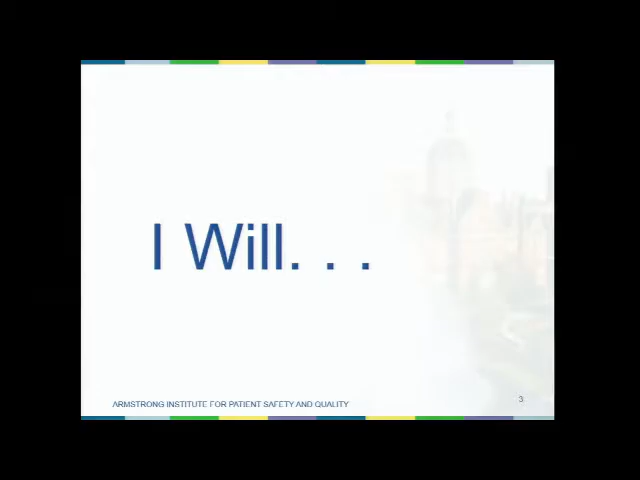 I Will. . .
ARMSTRONG INSTITUTE FOR PATIENT SAFETY AND QUALITY
3